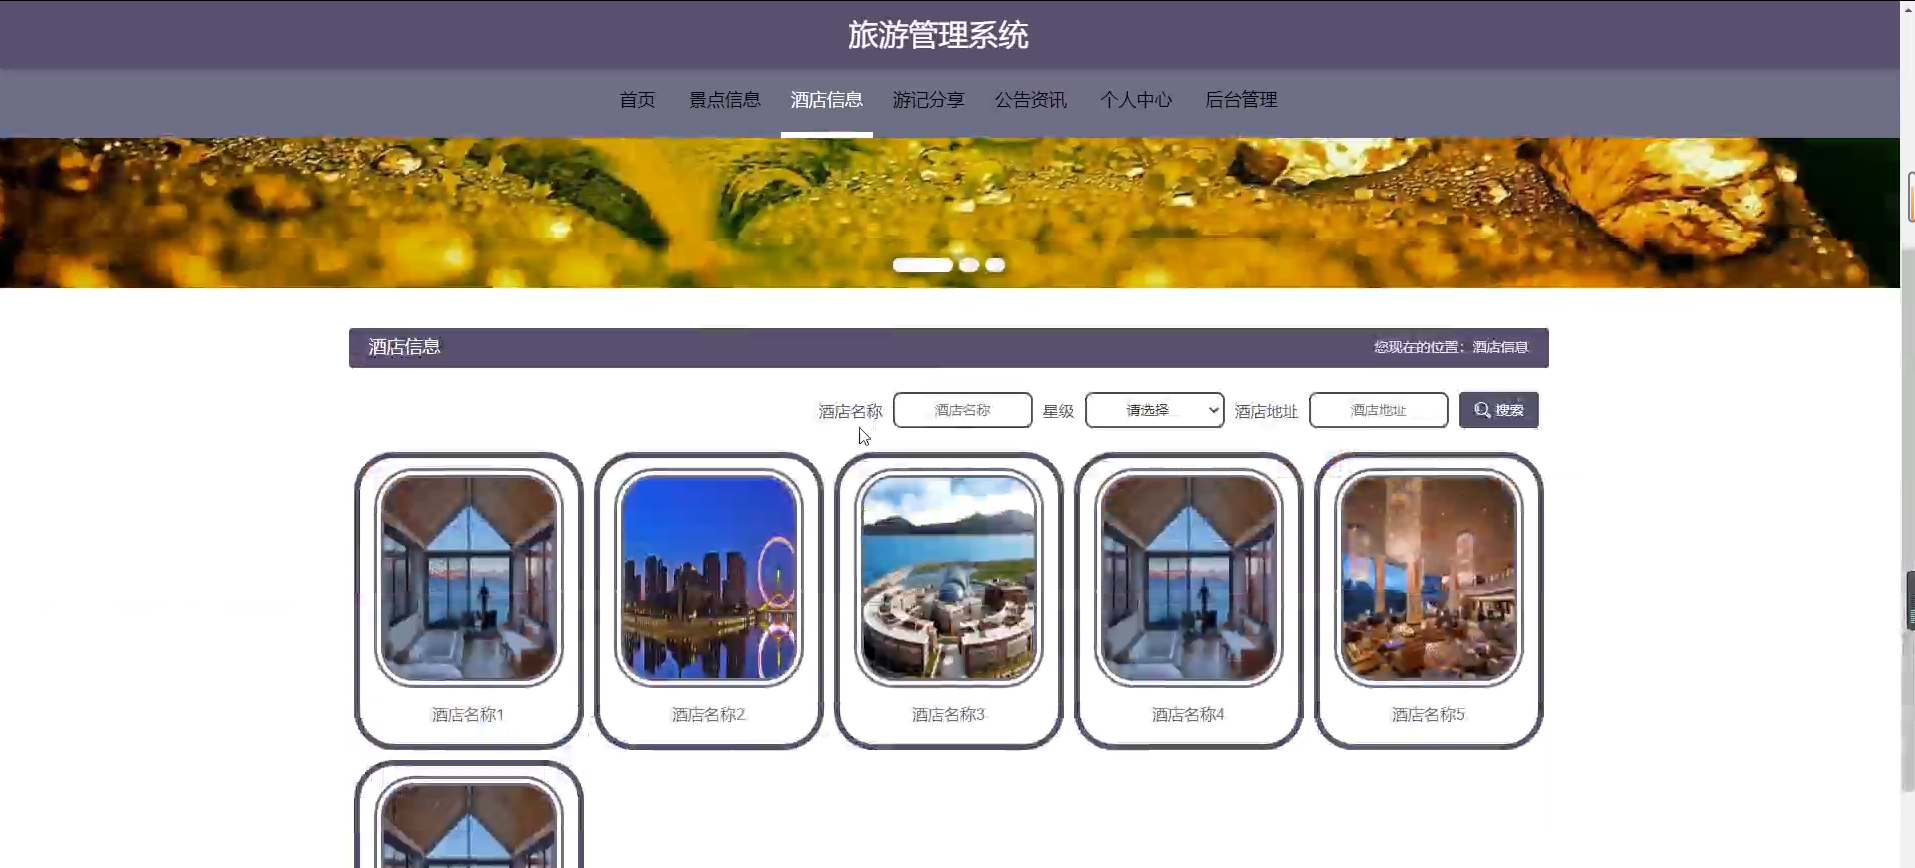 旅游管理系统
首页 景点信息 酒店信息 游记分享 公告资讯 个人中心 后台管理
酒店信息 您现在的位置：酒店信息
酒店名称 酒店名称 星级 请选择 酒店地址 酒店地址 搜索
酒店名称1 酒店名称2 酒店名称3 酒店名称4 酒店名称5